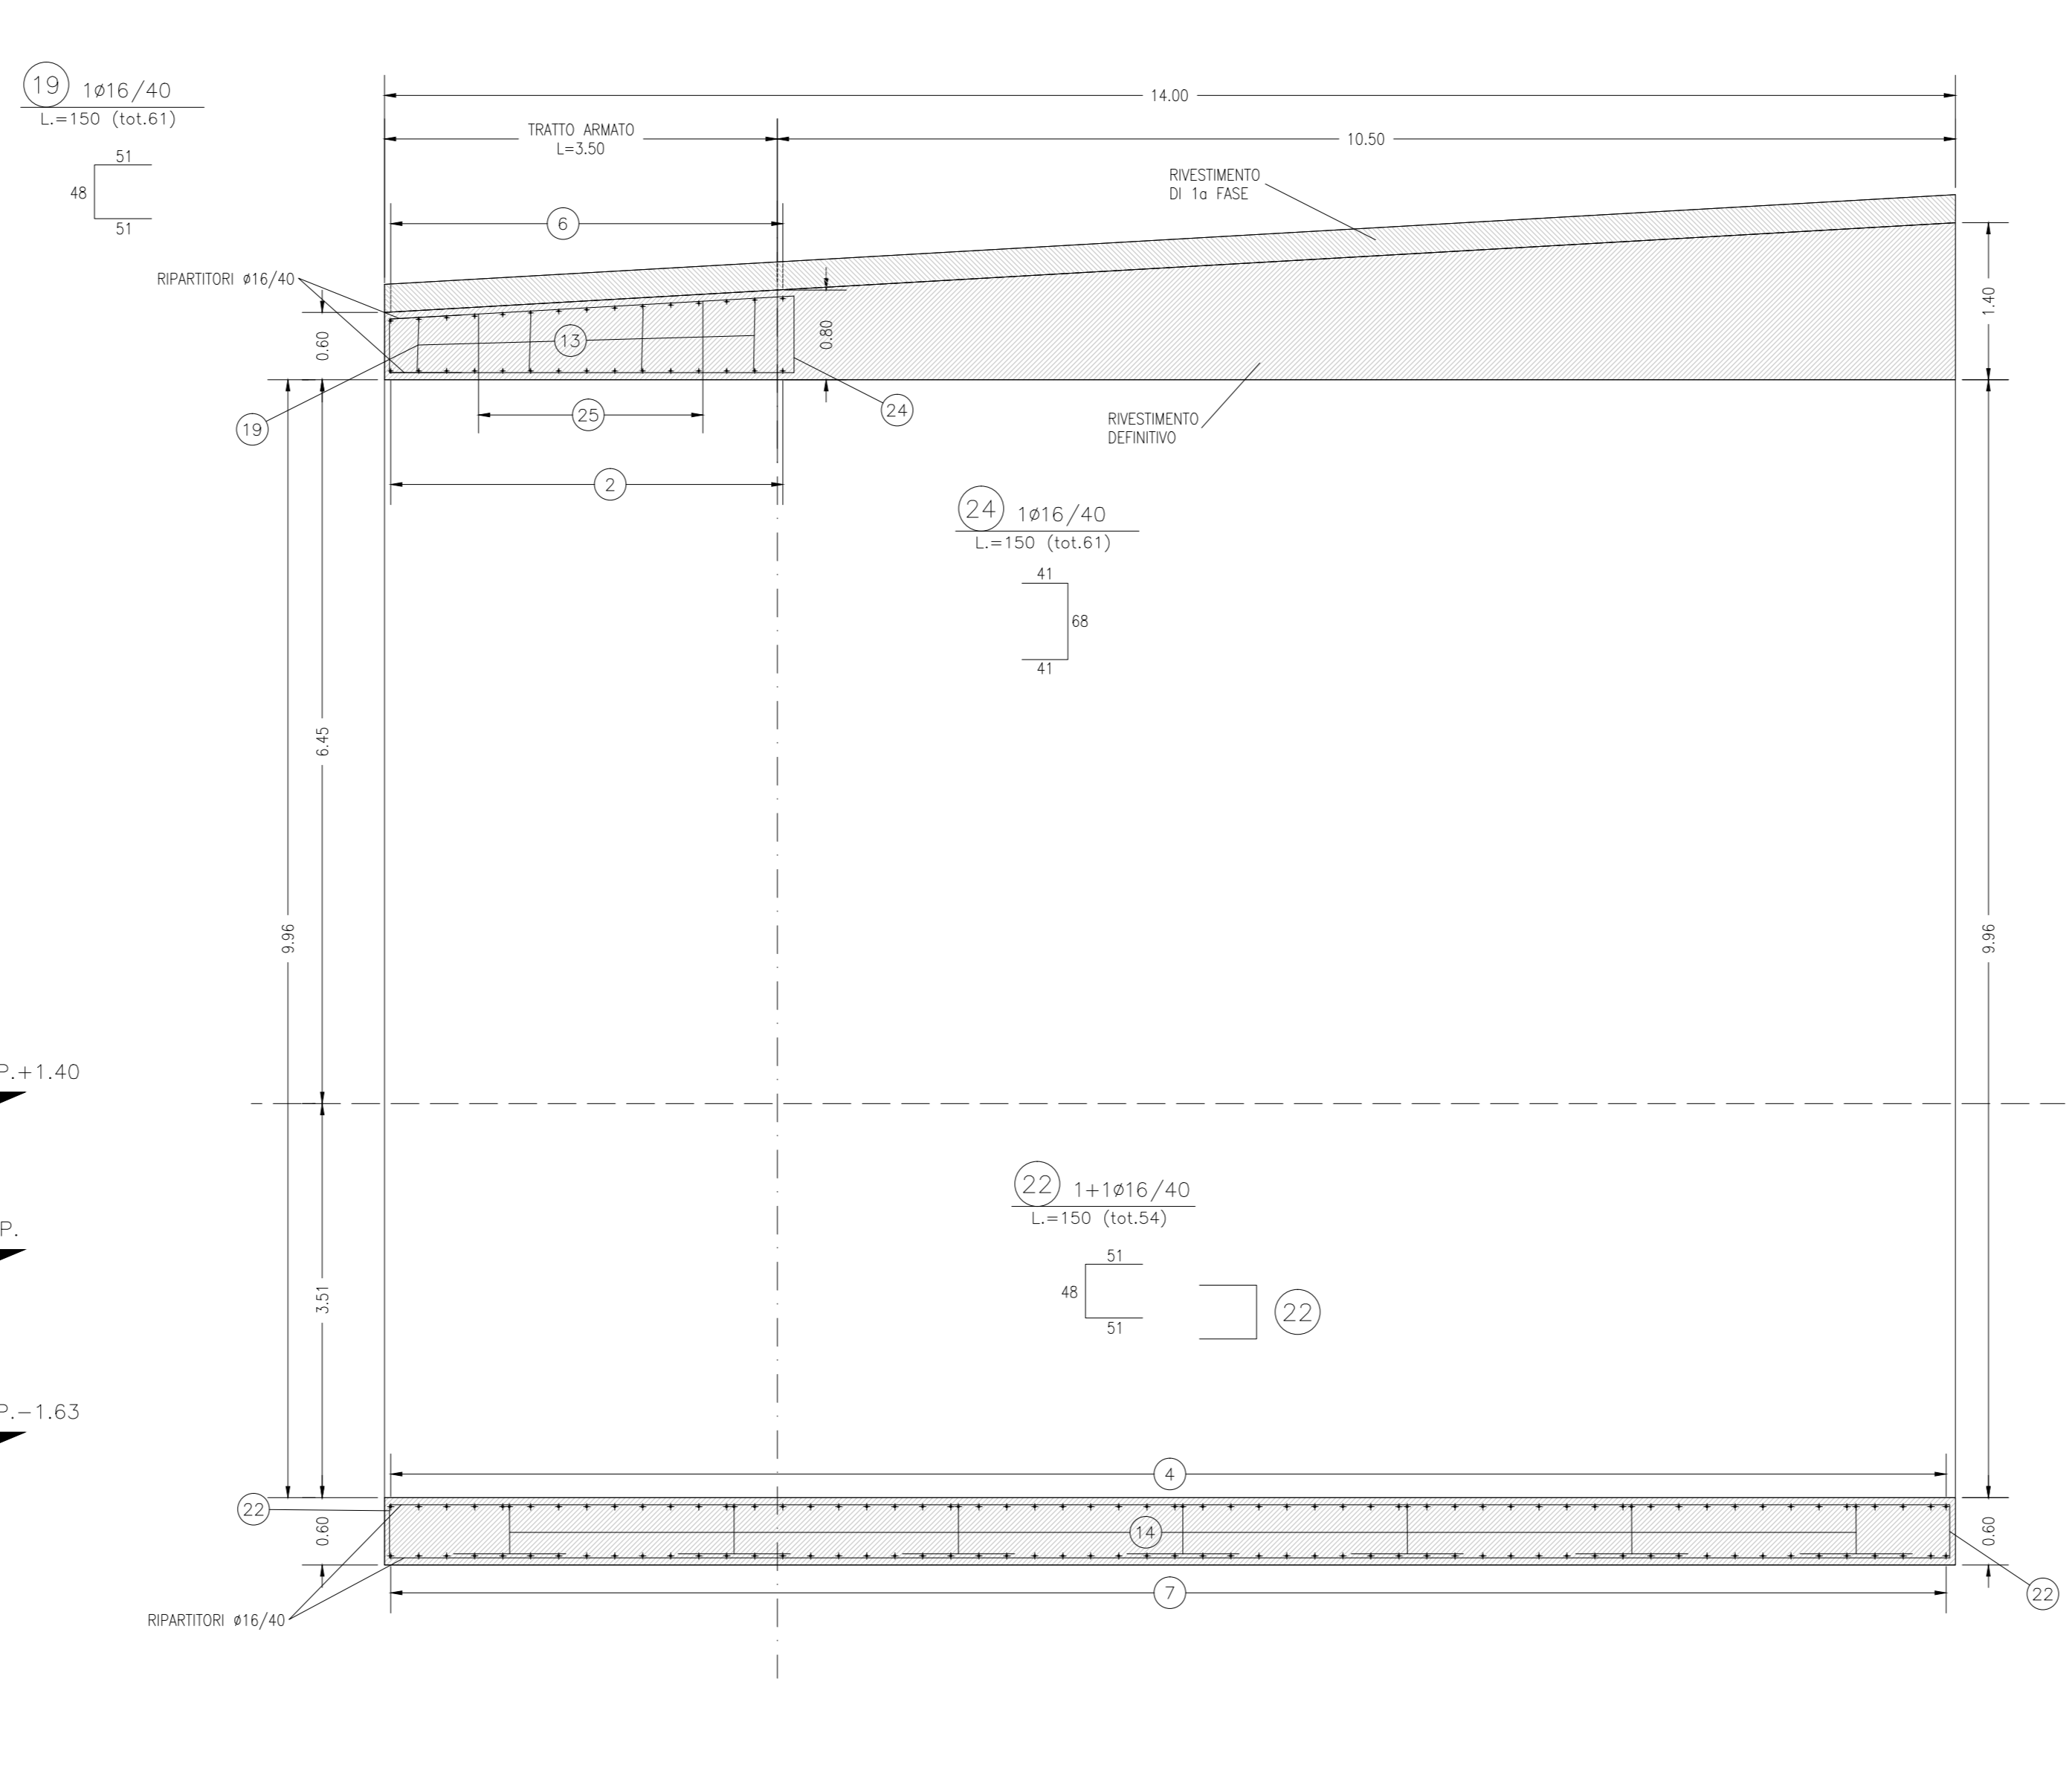 19 1ø16/40
L.=150 (tot.61)
51
48
51
14.00
TRATTO ARMATO
L=3.50
10.50
RIVESTIMENTO
DI 1a FASE
6
RIPARTITORI ø16/40
0.60
13
0.80
1.40
19
25
24
RIVESTIMENTO
DEFINITIVO
2
24 1ø16/40
L.=150 (tot.61)
41
68
41
6.45
9.96
9.96
P.+1.40
22 1+1ø16/40
L.=150 (tot.54)
51
48
51
22
P.
3.51
P.-1.63
4
22
0.60
14
0.60
7
22
RIPARTITORI ø16/40